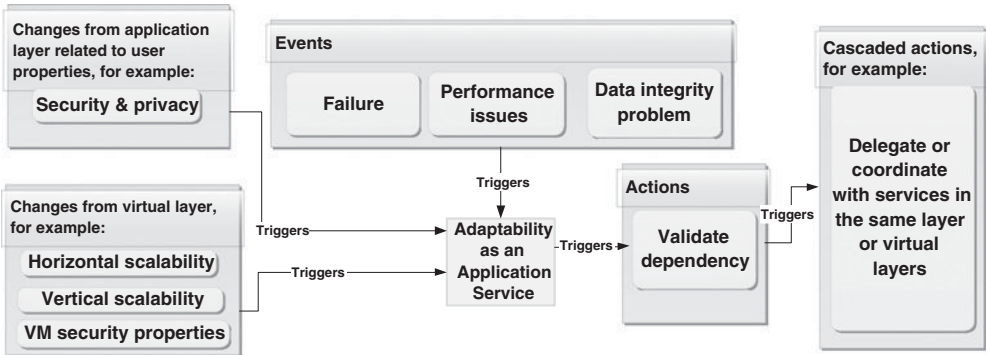 Changes from application
layer related to user
properties, for example:
Security & privacy
Events
Failure
Performance
issues
Data integrity
problem
Cascaded actions,
for example:
Delegate or
coordinate
with services in
the same layer
or virtual
layers
Triggers
Changes from virtual layer,
for example:
Horizontal scalability
Vertical scalability
VM security properties
Triggers
Triggers
Adaptability
as an
Application
Service
Triggers
Actions
Validate
dependency
Triggers